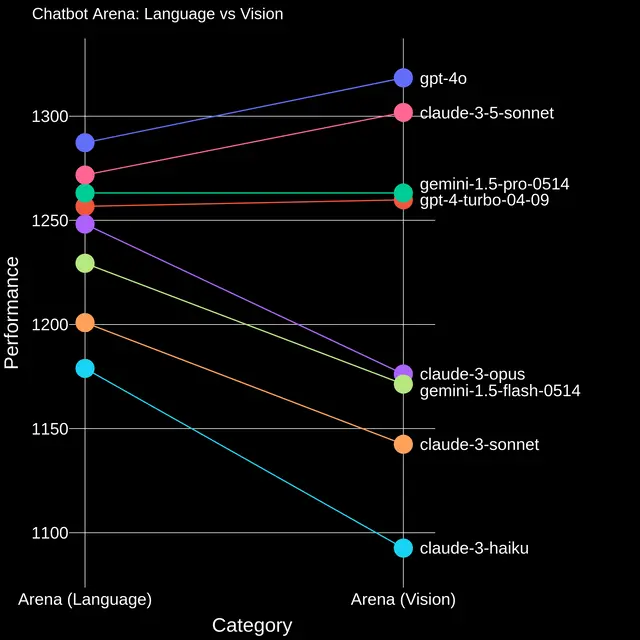 Chatbot Arena: Language vs Vision
gpt-4o
1300
claude-3-5-sonnet
gemini-1.5-pro-0514
gpt-4-turbo-04-09
1250
Performance
1200
claude-3-opus
gemini-1.5-flash-0514
1150
claude-3-sonnet
1100
claude-3-haiku
Arena (Language)
Arena (Vision)
Category